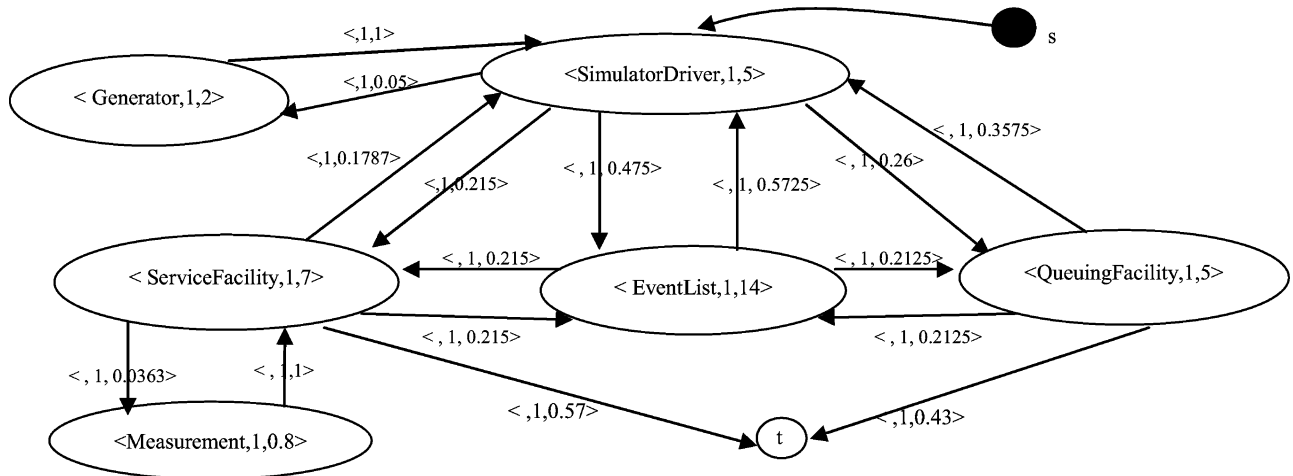 <,1,1>
s
<SimulatorDriver,1,5>
< Generator,1,2>
<,1,0.05>
< , 1, 0.3575>
<,1,0.1787>
< , 1, 0.475>
< , 1, 0.26>
<,1,0.215>
< , 1, 0.5725>
< , 1, 0.215>
< , 1, 0.2125>
< ServiceFacility,1,7>
< EventList,1,14>
<QueuingFacility,1,5>
< , 1, 0.215>
< , 1, 0.2125>
< , 1, 0.0363>
< , 1,1>
< ,1,0.57>
< ,1,0.43>
<Measurement,1,0.8>
t